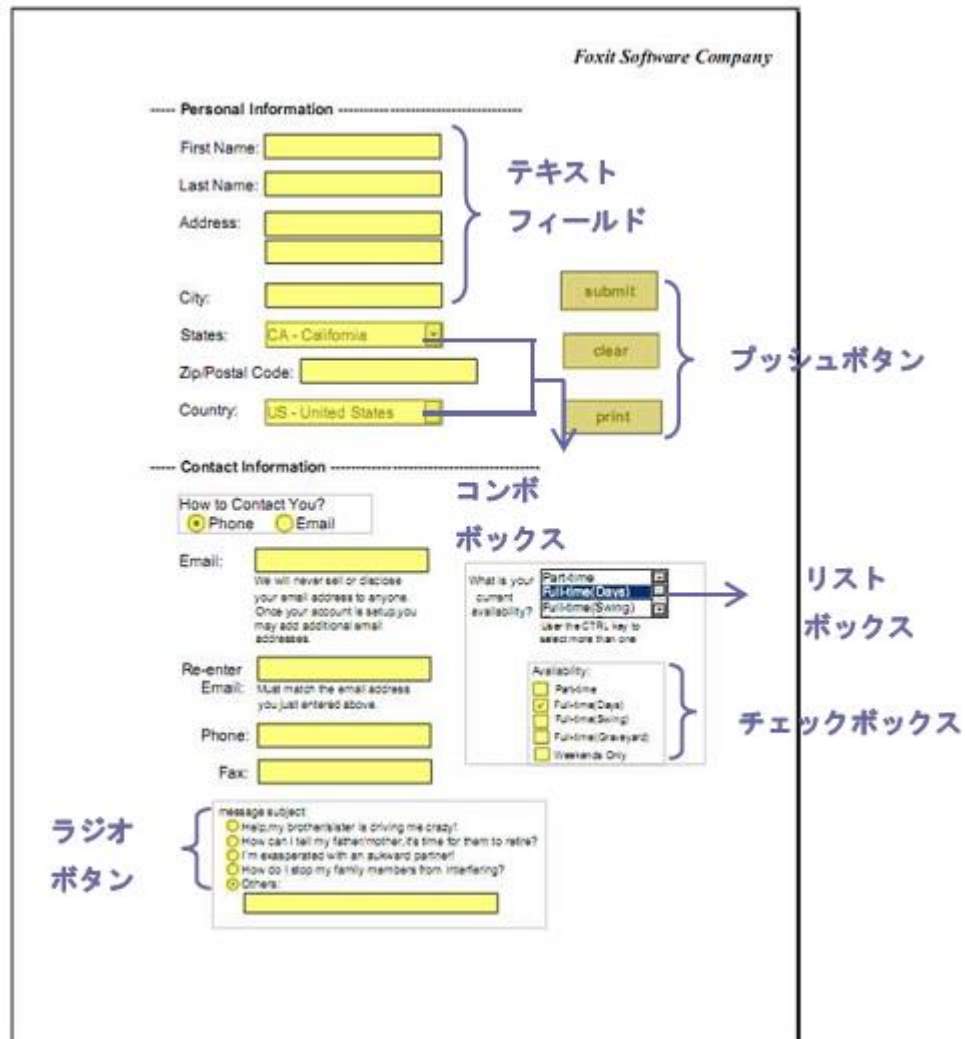 Foxit Software Company
----- Personal Information -----------------------------------
First Name:
Last Name:
Address:
City:
States: CA - California
Zip/Postal Code:
Country: US - United States
テキスト
フィールド
submit
clear
print
プッシュボタン
----- Contact Information ----------------------------------------
コンボ
ボックス
How to Contact You?
Phone Email
Email:
We will never sell or disclose
your email address to anyone.
Once your account is setup,you
may add additional email
addresses.
Re-enter
Email:
Must match the email address
you just entered above.
Phone:
Fax:
What is your
current
availability?
Part-time
Full-time(Days)
Full-time(Swing)
User the CTRL key to
select more than one
リスト
ボックス
Availability:
Part-time
Full-time(Days)
Full-time(Swing)
Full-time(Graveyard)
Weekends Only
チェックボックス
ラジオ
ボタン
message subject:
Help,my brother/sister is driving me crazy!
How can I tell my father/mother,it's time for them to retire?
I'm exasperated with an aukward partner!
How do I stop my family members from interfering?
Others: